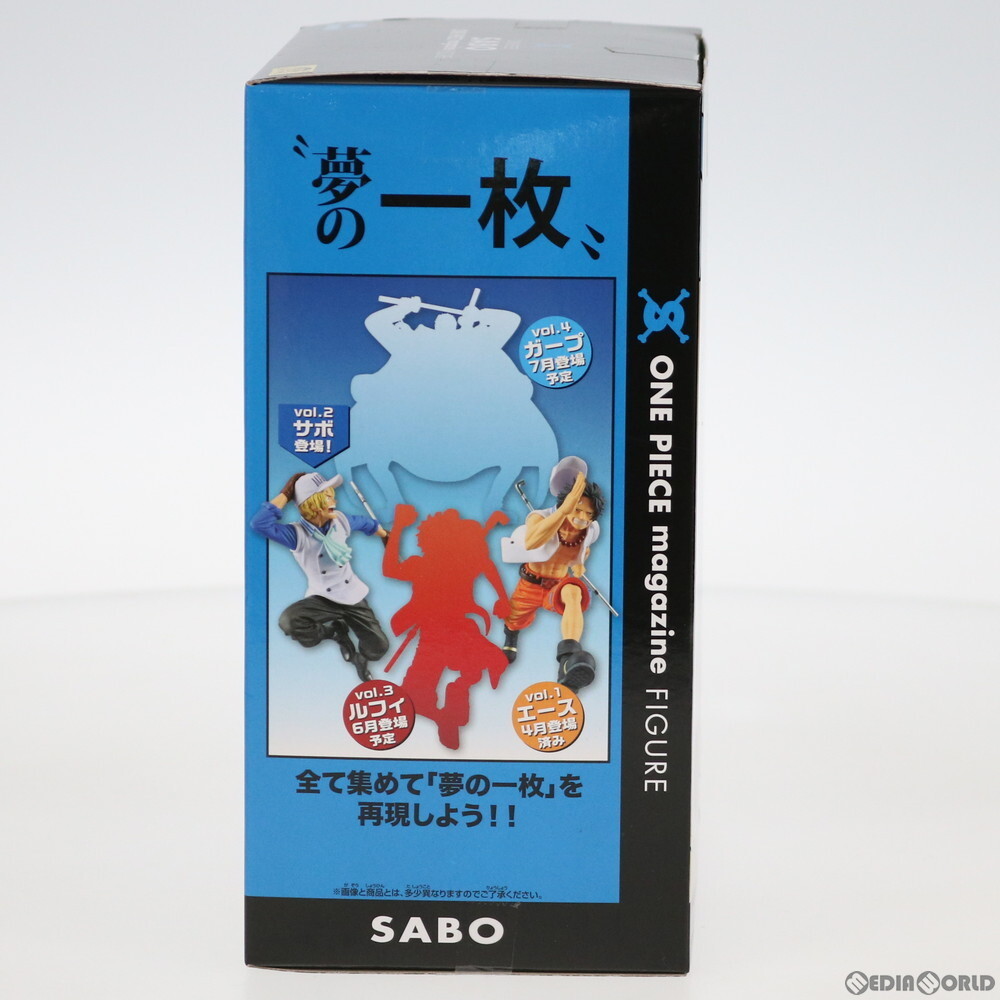 SABO
〝夢の一枚〟
vol.4
ガープ
7月登場
予定
vol.2
サボ
登場!
vol.3
ルフィ
6月登場
予定
vol.1
エース
4月登場
済み
全て集めて「夢の一枚」を
再現しよう!!
※画像と商品とは、多少異なりますのでご了承ください。
SABO
ONE PIECE magazine FIGURE
MEDIAWORLD